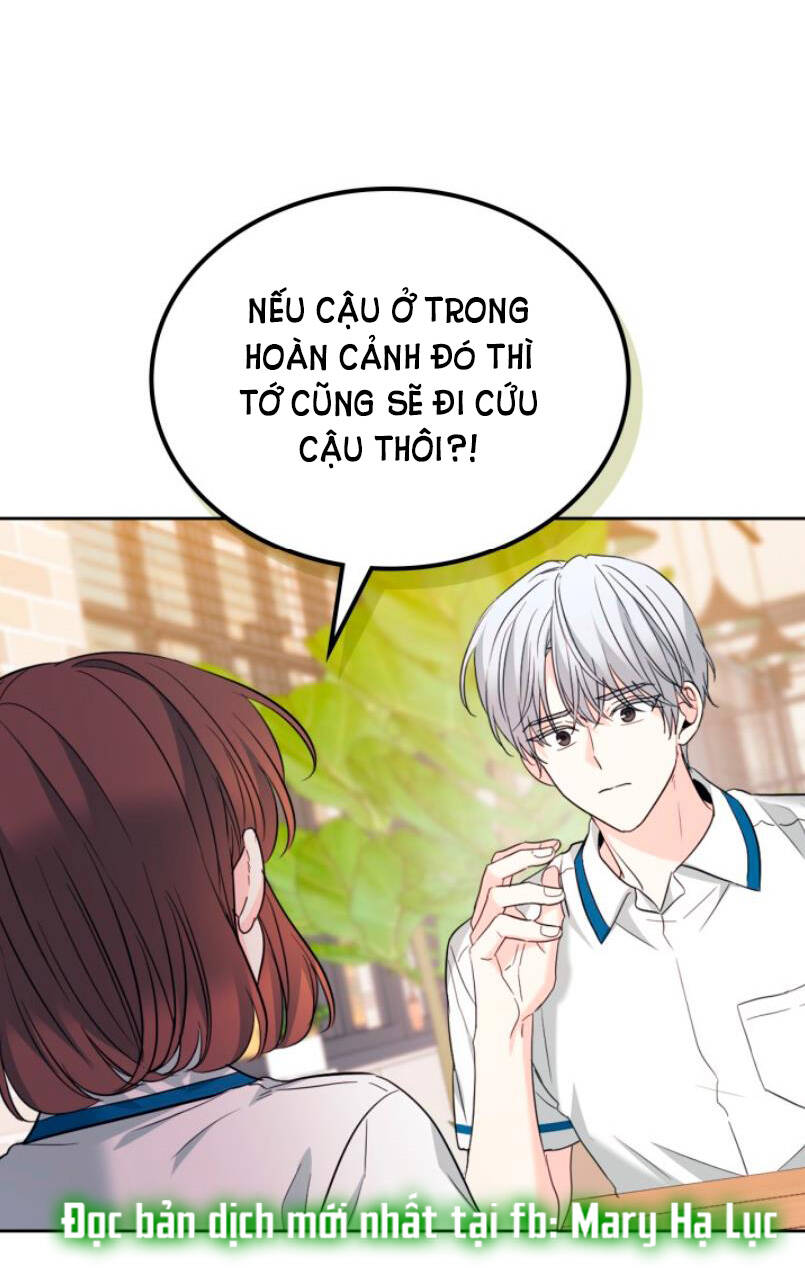 NẾU CẬU Ở TRONG
HOÀN CẢNH ĐÓ THÌ
TỚ CŨNG SẼ ĐI CỨU
CẬU THÔI?!
Đọc bản dịch mới nhất tại fb: Mary Hạ Lục